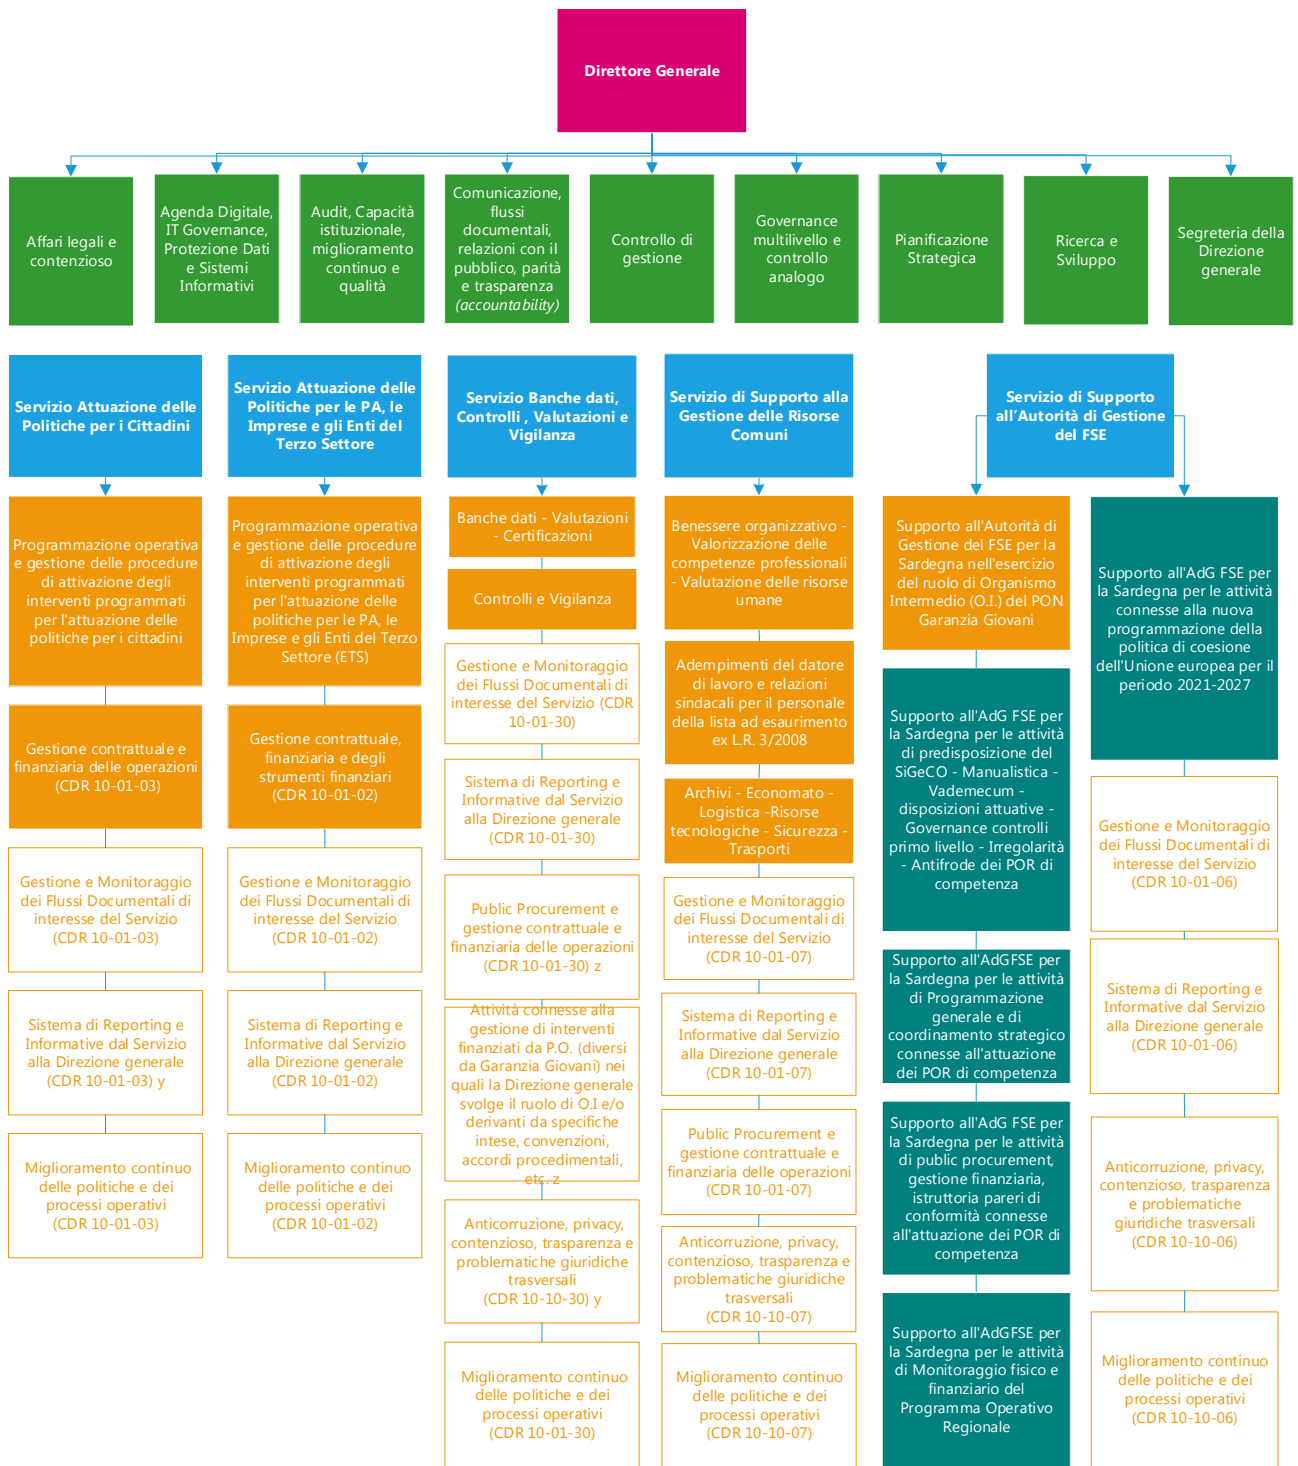 Direttore Generale
Affari legali e
contenzioso
Agenda Digitale,
IT Governance,
Protezione Dati
e Sistemi
Informativi
Audit, Capacità
istituzionale,
miglioramento
continuo e
qualità
Comunicazione,
flussi
documentali,
relazioni con il
pubblico, parità
e trasparenza
(accountability)
Controllo di
gestione
Governance
multilivello e
controllo
analogo
Pianificazione
Strategica
Ricerca e
Sviluppo
Segreteria della
Direzione
generale
Servizio Attuazione delle
Politiche per i Cittadini
Programmazione operativa
e gestione delle procedure
di attivazione degli
interventi programmati
per l'attuazione delle
politiche per i cittadini
Gestione contrattuale e
finanziaria delle operazioni
(CDR 10-01-03)
Gestione e Monitoraggio
dei Flussi Documentali di
interesse del Servizio
(CDR 10-01-03)
Sistema di Reporting e
Informative dal Servizio
alla Direzione generale
(CDR 10-01-03) y
Miglioramento continuo
delle politiche e dei
processi operativi
(CDR 10-01-03)
Servizio Attuazione delle
Politiche per le PA, le
Imprese e gli Enti del
Terzo Settore
Programmazione operativa
e gestione delle procedure
di attivazione degli
interventi programmati
per l'attuazione delle
politiche per le PA, le
Imprese e gli Enti del Terzo
Settore (ETS)
Gestione contrattuale,
finanziaria e degli
strumenti finanziari
(CDR 10-01-02)
Gestione e Monitoraggio
dei Flussi Documentali di
interesse del Servizio
(CDR 10-01-02)
Sistema di Reporting e
Informative dal Servizio
alla Direzione generale
(CDR 10-01-02)
Miglioramento continuo
delle politiche e dei
processi operativi
(CDR 10-01-02)
Servizio Banche dati,
Controlli , Valutazioni e
Vigilanza
Banche dati - Valutazioni
- Certificazioni
Controlli e Vigilanza
Gestione e Monitoraggio
dei Flussi Documentali di
interesse del Servizio (CDR
10-01-30)
Sistema di Reporting e
Informative dal Servizio
alla Direzione generale
(CDR 10-01-30)
Public Procurement e
gestione contrattuale e
finanziaria delle operazioni
(CDR 10-01-30) z
Attività connesse alla
gestione di interventi
finanziati da P.O. (diversi
da Garanzia Giovani) nei
quali la Direzione generale
svolge il ruolo di O.I e/o
derivanti da specifiche
intese, convenzioni,
accordi procedimentali,
etc. z
Anticorruzione, privacy,
contenzioso, trasparenza e
problematiche giuridiche
trasversali
(CDR 10-10-30) y
Miglioramento continuo
delle politiche e dei
processi operativi
(CDR 10-01-30)
Servizio di Supporto alla
Gestione delle Risorse
Comuni
Benessere organizzativo -
Valorizzazione delle
competenze professionali
- Valutazione delle risorse
umane
Adempimenti del datore
di lavoro e relazioni
sindacali per il personale
della lista ad esaurimento
ex L.R. 3/2008
Archivi - Economato -
Logistica -Risorse
tecnologiche - Sicurezza -
Trasporti
Gestione e Monitoraggio
dei Flussi Documentali di
interesse del Servizio
(CDR 10-01-07)
Sistema di Reporting e
Informative dal Servizio
alla Direzione generale
(CDR 10-01-07)
Public Procurement e
gestione contrattuale e
finanziaria delle operazioni
(CDR 10-01-07)
Anticorruzione, privacy,
contenzioso, trasparenza e
problematiche giuridiche
trasversali
(CDR 10-10-07)
Miglioramento continuo
delle politiche e dei
processi operativi
(CDR 10-10-07)
Servizio di Supporto
all'Autorità di Gestione
del FSE
Supporto all'Autorità di
Gestione del FSE per la
Sardegna nell'esercizio
del ruolo di Organismo
Intermedio (O.I.) del PON
Garanzia Giovani
Supporto all'AdG FSE per
la Sardegna per le attività
di predisposizione del
SiGeCO - Manualistica -
Vademecum -
disposizioni attuative -
Governance controlli
primo livello - Irregolarità
- Antifrode dei POR di
competenza
Supporto all'AdGFSE per
la Sardegna per le attività
di Programmazione
generale e di
coordinamento strategico
connesse all'attuazione
dei POR di competenza
Supporto all'AdG FSE per
la Sardegna per le attività
di public procurement,
gestione finanziaria,
istruttoria pareri di
conformità connesse
all'attuazione dei POR di
competenza
Supporto all'AdGFSE per
la Sardegna per le attività
di Monitoraggio fisico e
finanziario del
Programma Operativo
Regionale
Supporto all'AdG FSE per
la Sardegna per le attività
connesse alla nuova
programmazione della
politica di coesione
dell'Unione europea per il
periodo 2021-2027
Gestione e Monitoraggio
dei Flussi Documentali di
interesse del Servizio
(CDR 10-01-06)
Sistema di Reporting e
Informative dal Servizio
alla Direzione generale
(CDR 10-01-06)
Anticorruzione, privacy,
contenzioso, trasparenza
e problematiche
giuridiche trasversali
(CDR 10-10-06)
Miglioramento continuo
delle politiche e dei
processi operativi
(CDR 10-10-06)